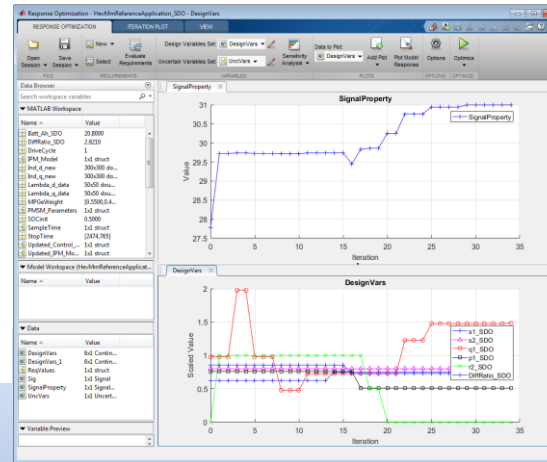 Response Optimization - HevMmReferenceApplication_SDO - DesignVars
RESPONSE OPTIMIZATION
ITERATION PLOT
VIEW
Open Session
Save Session
New
Select
Evaluate Requirements
Design Variables Set: DesignVars
Uncertain Variables Set: UncVars
Sensitivity Analysis
Data to Plot
DesignVars
Add Plot
Plot Model Response
Options
Optimize
FILE
REQUIREMENTS
VARIABLES
PLOTS
OPTIONS
OPTIMIZE
Data Browser
Search workspace variables
MATLAB Workspace
Name Value
Batt_Ah_SDO 20.8000
DiffRatio_SDO 2.9210
DriveCycle 1
IPM_Model 1x1 struct
Ind_d_new 300x300 do...
Ind_q_new 300x300 do...
Lambda_d_data 50x50 dou...
Lambda_q_data 50x50 dou...
MPGeWeight [0.5500,0.4...
PMSM_Parameters 1x1 struct
SOCinit 0.5000
SampleTime 1x1 struct
StopTime [2474,765]
Updated_Control_... 1x1 struct
Updated_IPM_Mo... 1x1 struct
Model Workspace (HevMmReferenceApplicat...
Name Value
Data
Name Value
DesignVars 6x1 Contin...
DesignVars_1 6x1 Contin...
ReqValues 1x1 struct
Sig 1x1 Signal
SignalProperty 1x1 Signal...
UncVars 1x1 Uncert...
Variable Preview
SignalProperty
SignalProperty
SignalProperty
Value
31
30.5
30
29.5
29
28.5
28
27.5
0 5 10 15 20 25 30 35
Iteration
DesignVars
DesignVars
Scaled Value
2
1.5
1
0.5
0
s1_SDO
s2_SDO
q1_SDO
p1_SDO
r2_SDO
DiffRatio_SDO
0 5 10 15 20 25 30 35
Iteration